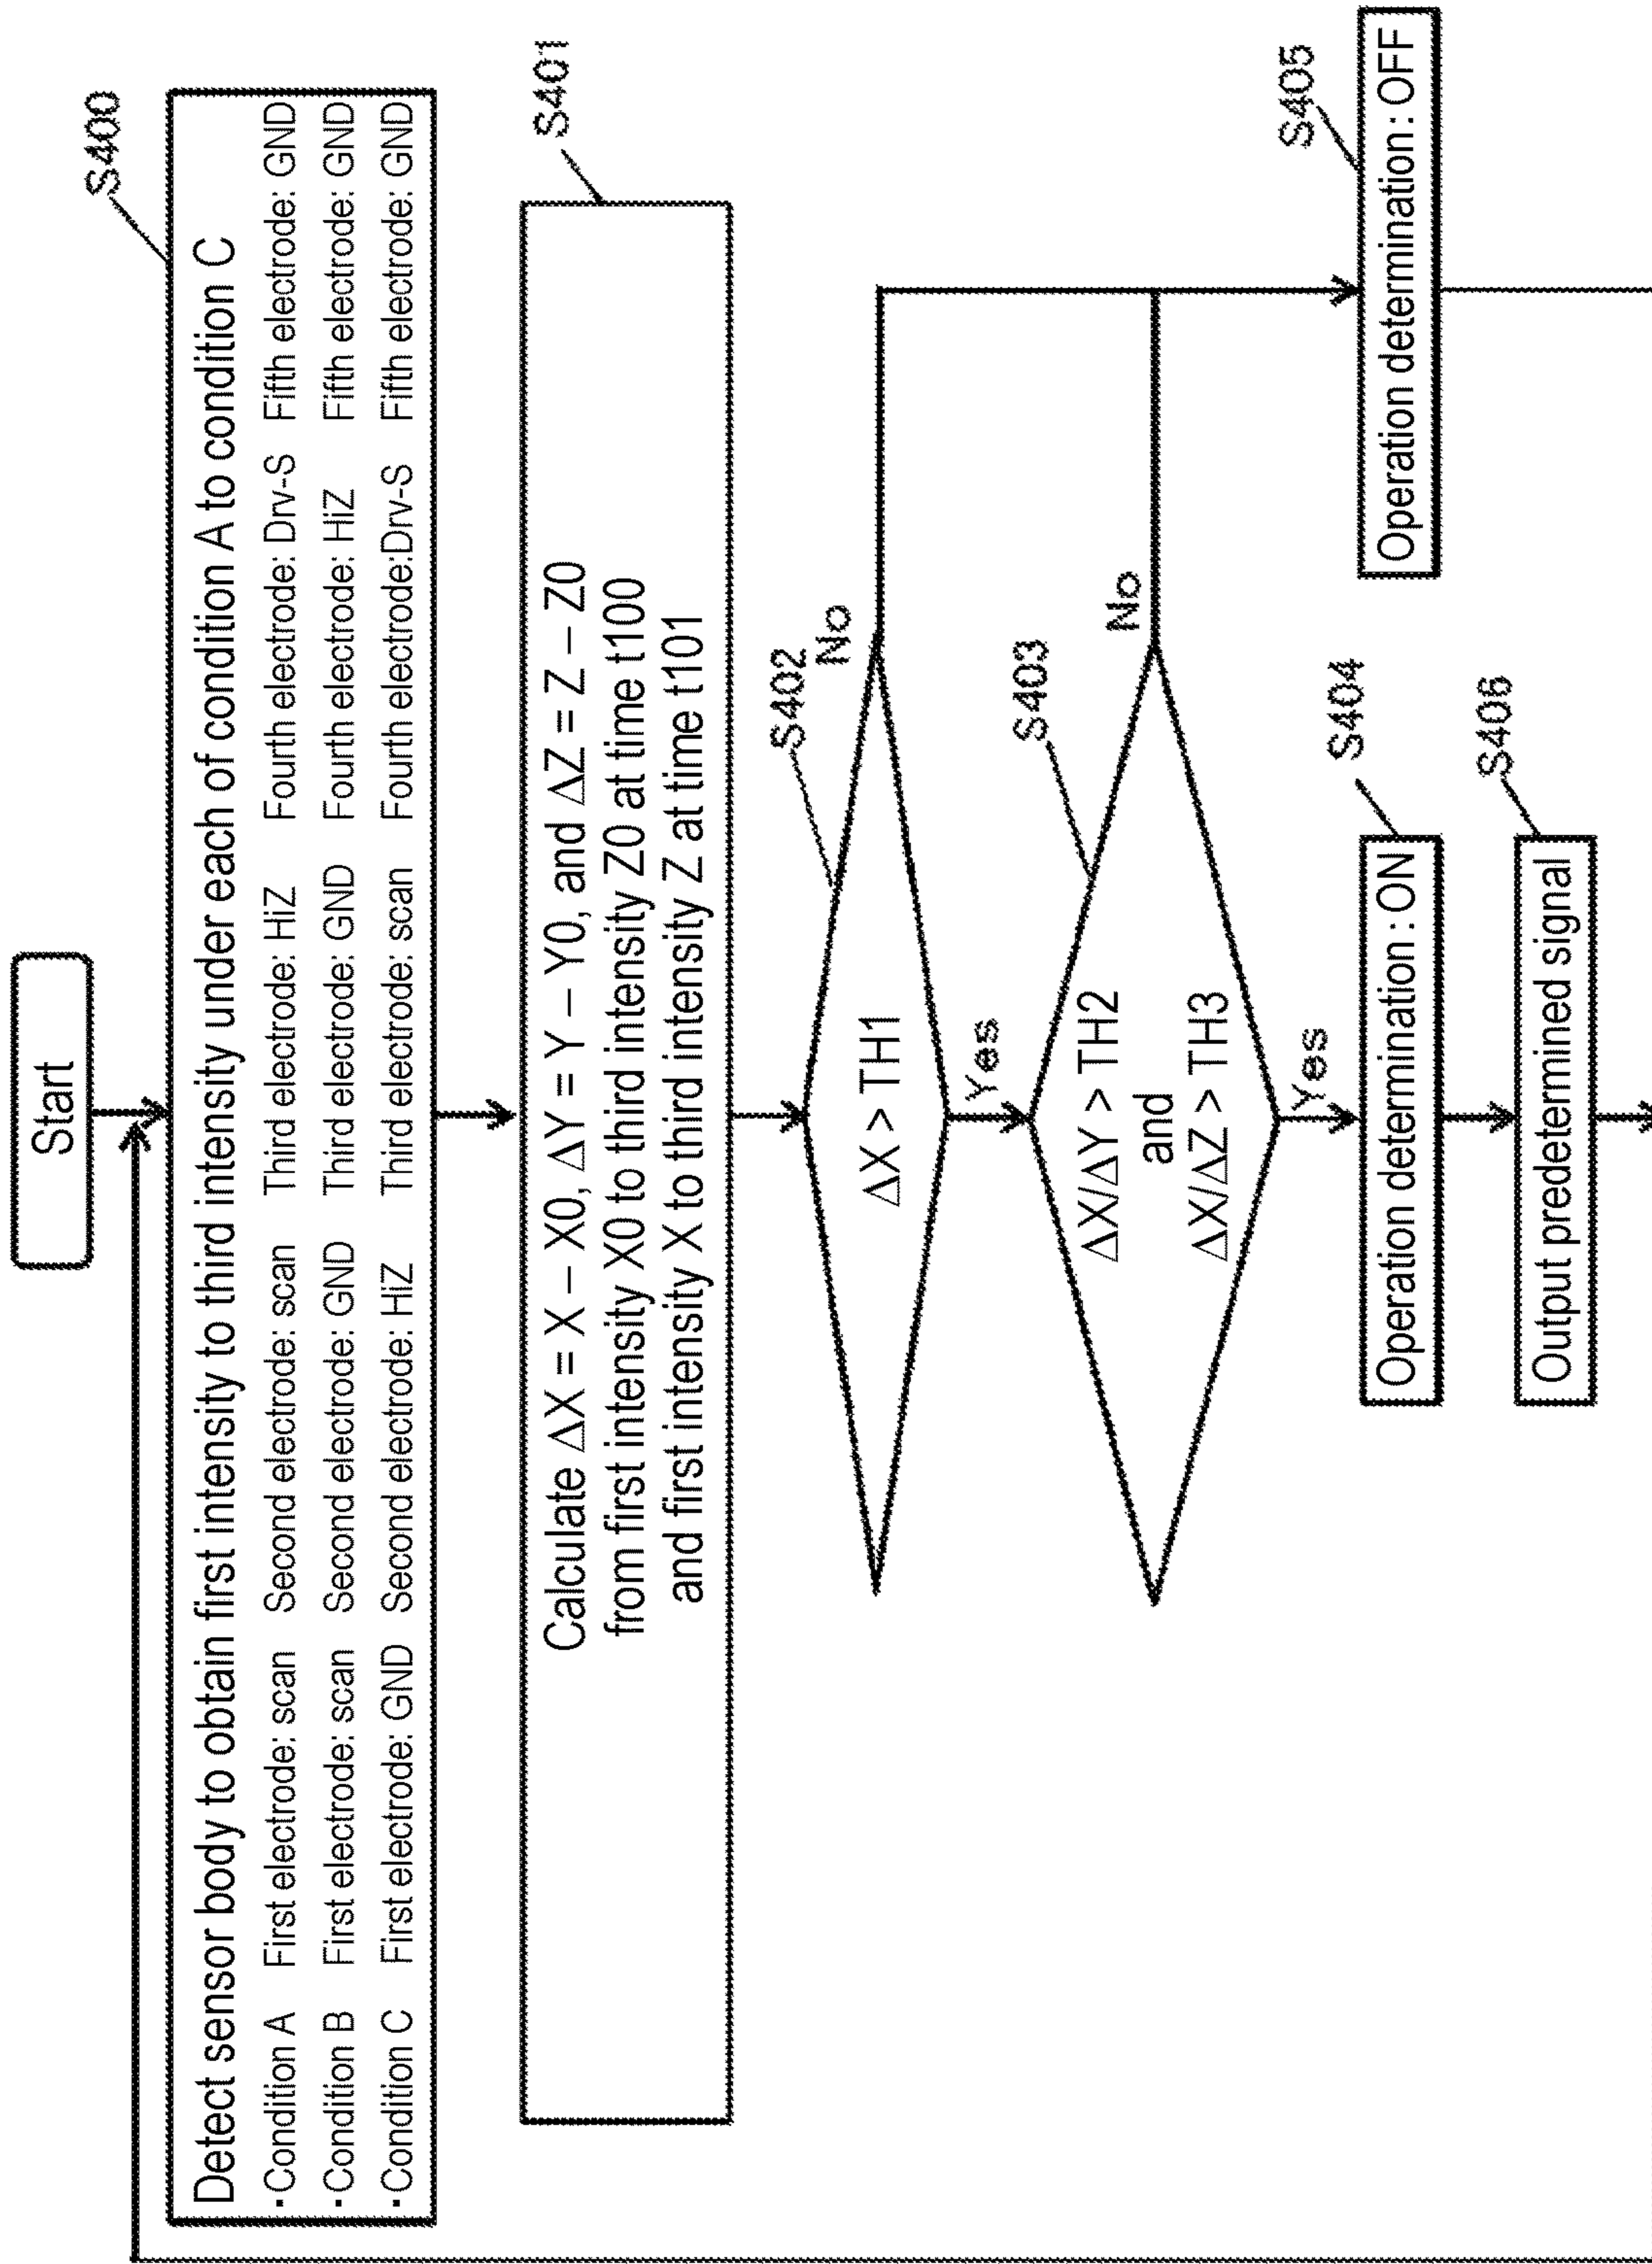 Start
S400
Detect sensor body to obtain first intensity to third intensity under each of condition A to condition C
・Condition A First electrode: scan Second electrode: scan Third electrode: HiZ Fourth electrode: Drv-S Fifth electrode: GND
・Condition B First electrode: scan Second electrode: GND Third electrode: GND Fourth electrode: HiZ Fifth electrode: GND
・Condition C First electrode: GND Second electrode: HiZ Third electrode: scan Fourth electrode:Drv-S Fifth electrode: GND
S401
Calculate ΔX = X – X0, ΔY = Y – Y0, and ΔZ = Z – Z0
from first intensity X0 to third intensity Z0 at time t100
and first intensity X to third intensity Z at time t101
S402
No
ΔX > TH1
Yes
S403
No
ΔX/ΔY > TH2
and
ΔX/ΔZ > TH3
Yes
S404
Operation determination : ON
S405
Operation determination : OFF
S406
Output predetermined signal